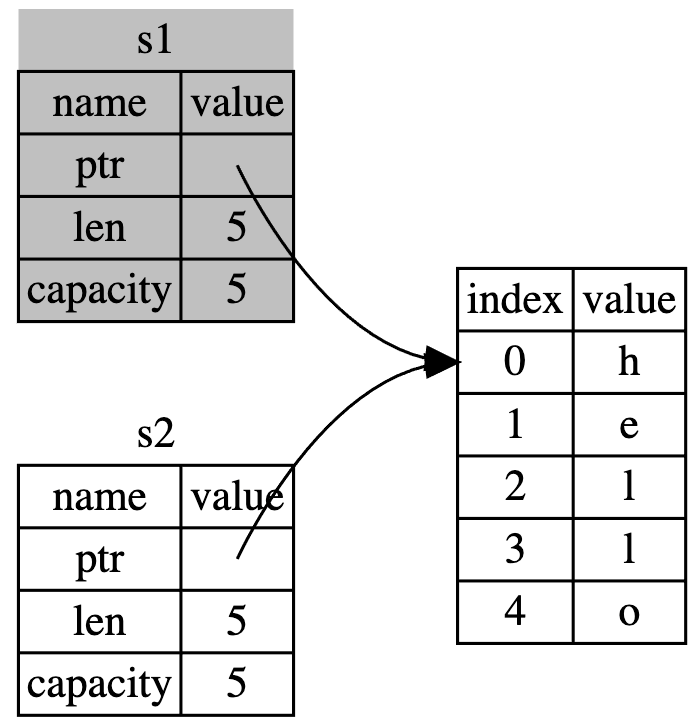 s1
name value
ptr
len 5
capacity 5
s2
name value
ptr
len 5
capacity 5
index value
0 h
1 e
2 l
3 l
4 o